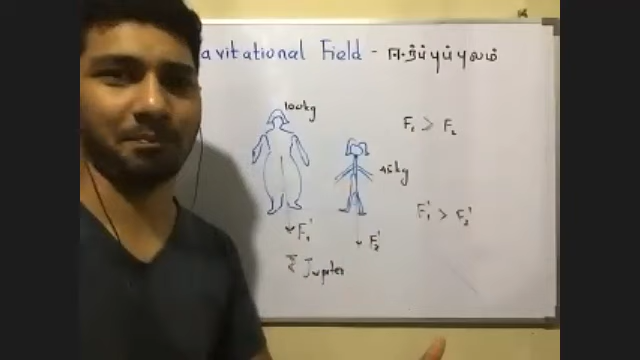 avitational Field - ஈர்ப்புப்புலம்
100kg
F₁ > F₂
45kg
F₁' > F₂'
F₁'
F₂'
Jupiter